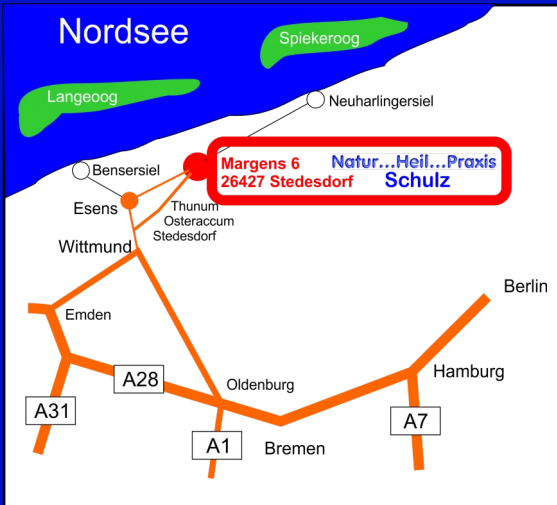 Nordsee
Spiekeroog
Langeoog
Neuharlingersiel
Bensersiel
Margens 6
26427 Stedesdorf
Natur...Heil...Praxis
Schulz
Esens
Thunum
Osteraccum
Stedesdorf
Wittmund
Berlin
Emden
Hamburg
A28
Oldenburg
A31
A7
A1
Bremen